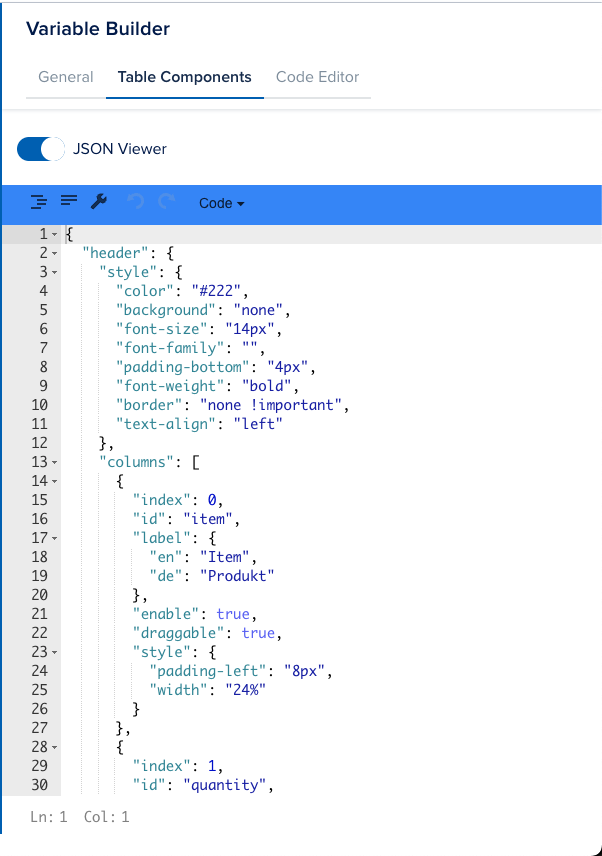 Variable Builder
General Table Components Code Editor
JSON Viewer
Code
1 {
2 "header": {
3 "style": {
4 "color": "#222",
5 "background": "none",
6 "font-size": "14px",
7 "font-family": "",
8 "padding-bottom": "4px",
9 "font-weight": "bold",
10 "border": "none !important",
11 "text-align": "left"
12 },
13 "columns": [
14 {
15 "index": 0,
16 "id": "item",
17 "label": {
18 "en": "Item",
19 "de": "Produkt"
20 },
21 "enable": true,
22 "draggable": true,
23 "style": {
24 "padding-left": "8px",
25 "width": "24%"
26 }
27 },
28 {
29 "index": 1,
30 "id": "quantity",
Ln: 1 Col: 1